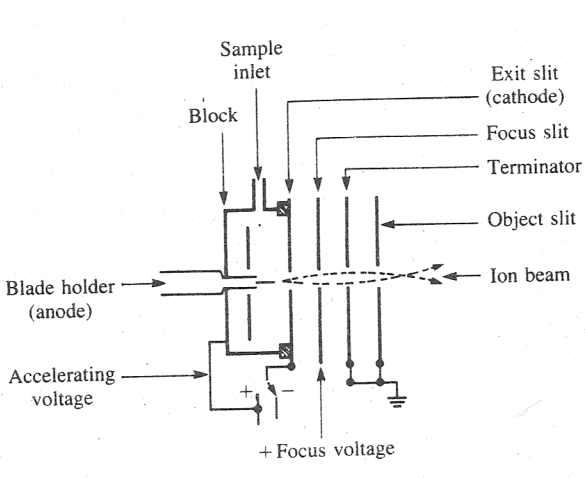 Sample
inlet
Exit slit
(cathode)
Block
Focus slit
Terminator
Object slit
Blade holder
(anode)
Ion beam
Accelerating
voltage
+ −
+ Focus voltage